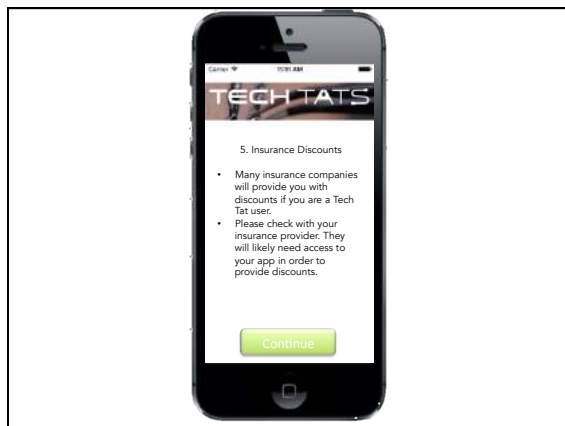 Carrier 11:51 AM
TECH TATS
5. Insurance Discounts
• Many insurance companies
will provide you with
discounts if you are a Tech
Tat user.
• Please check with your
insurance provider. They
will likely need access to
your app in order to
provide discounts.
Continue